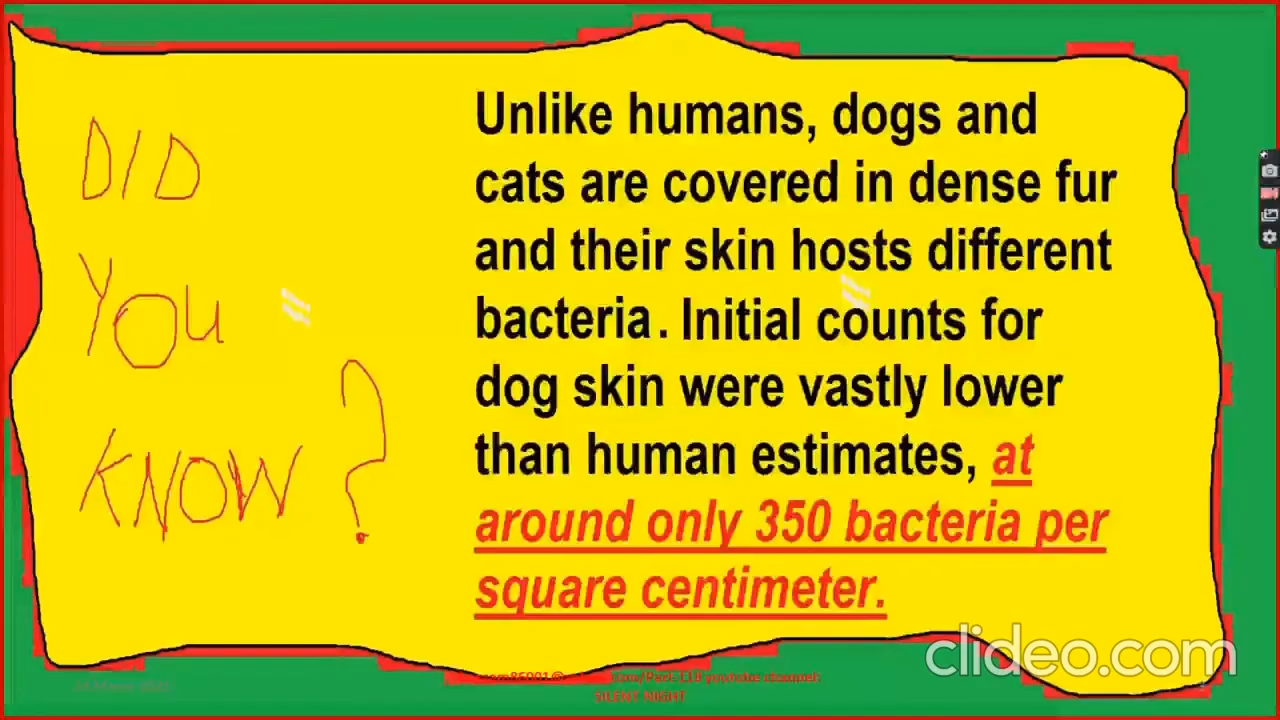 DID
YOU
KNOW ?
Unlike humans, dogs and
cats are covered in dense fur
and their skin hosts different
bacteria. Initial counts for
dog skin were vastly lower
than human estimates, at
around only 350 bacteria per
square centimeter.
clideo.com
SILENT NIGHT